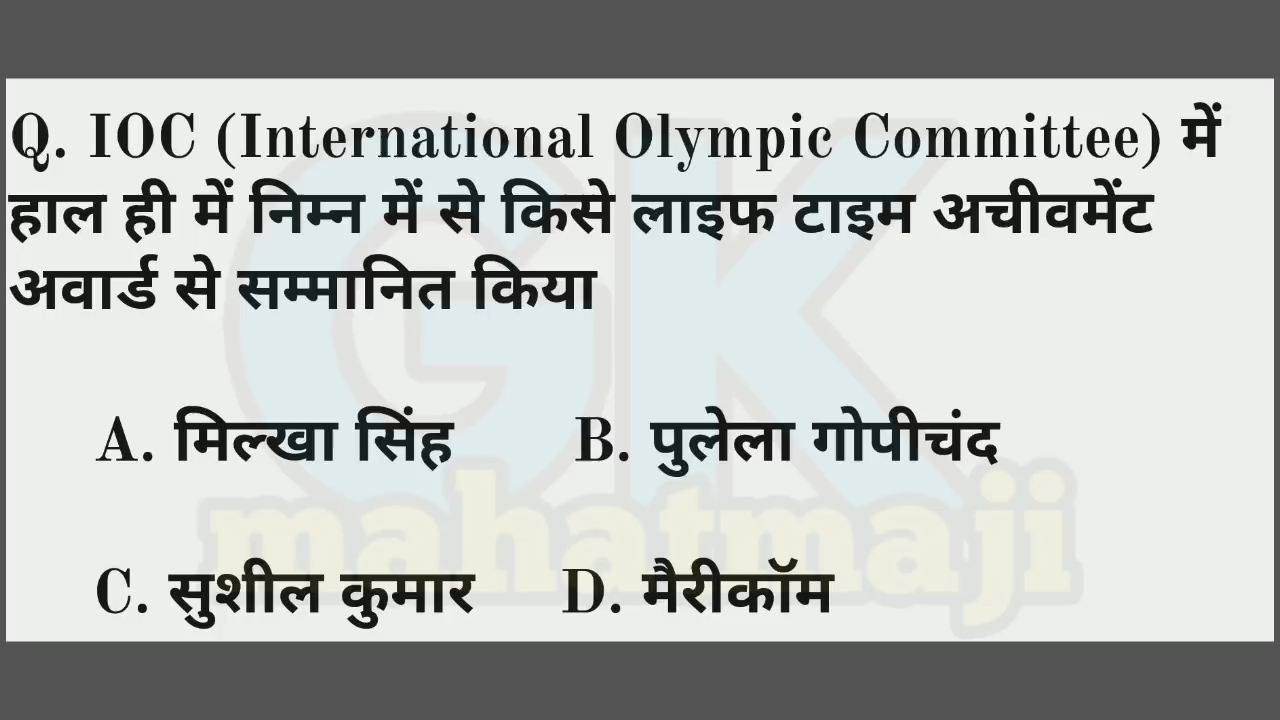 Q. IOC (International Olympic Committee) में
हाल ही में निम्न में से किसे लाइफ टाइम अचीवमेंट
अवार्ड से सम्मानित किया
A. मिल्खा सिंह B. पुलेला गोपीचंद
C. सुशील कुमार D. मैरीकॉम
GK
mahatmaji